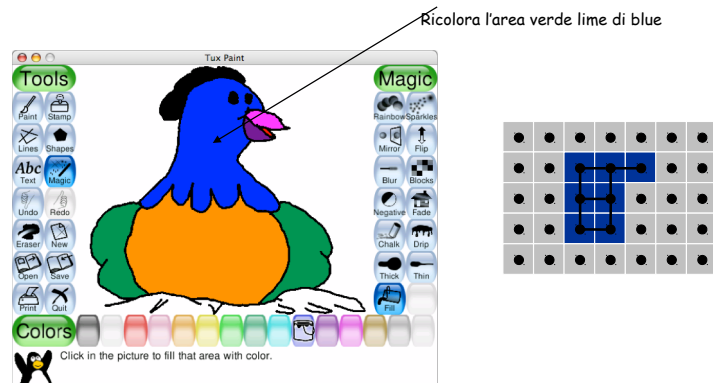 Ricolora l'area verde lime di blue
Tux Paint
Tools
Magic
Paint Stamp
Rainbow Sparkles
Lines Shapes
Mirror Flip
Abc
Text Magic
Blur Blocks
Undo Redo
Negative Fade
Eraser New
Chalk Drip
Open Save
Thick Thin
Print Quit
Fill
Colors
Click in the picture to fill that area with color.